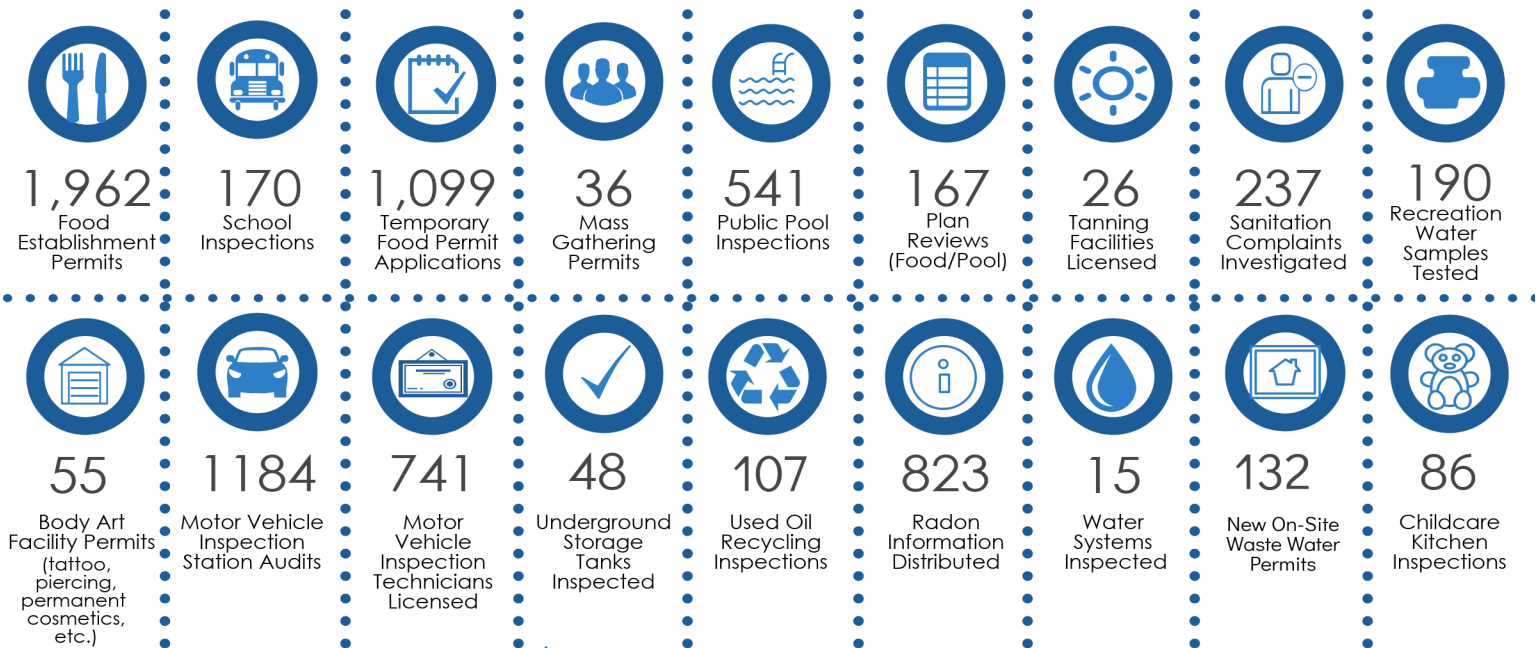 1,962
Food
Establishment
Permits
170
School
Inspections
1,099
Temporary
Food Permit
Applications
36
Mass
Gathering
Permits
541
Public Pool
Inspections
167
Plan
Reviews
(Food/Pool)
26
Tanning
Facilities
Licensed
237
Sanitation
Complaints
Investigated
190
Recreation
Water
Samples
Tested
55
Body Art
Facility Permits
(tattoo,
piercing,
permanent
cosmetics,
etc.)
1184
Motor Vehicle
Inspection
Station Audits
741
Motor
Vehicle
Inspection
Technicians
Licensed
48
Underground
Storage
Tanks
Inspected
107
Used Oil
Recycling
Inspections
823
Radon
Information
Distributed
15
Water
Systems
Inspected
132
New On-Site
Waste Water
Permits
86
Childcare
Kitchen
Inspections